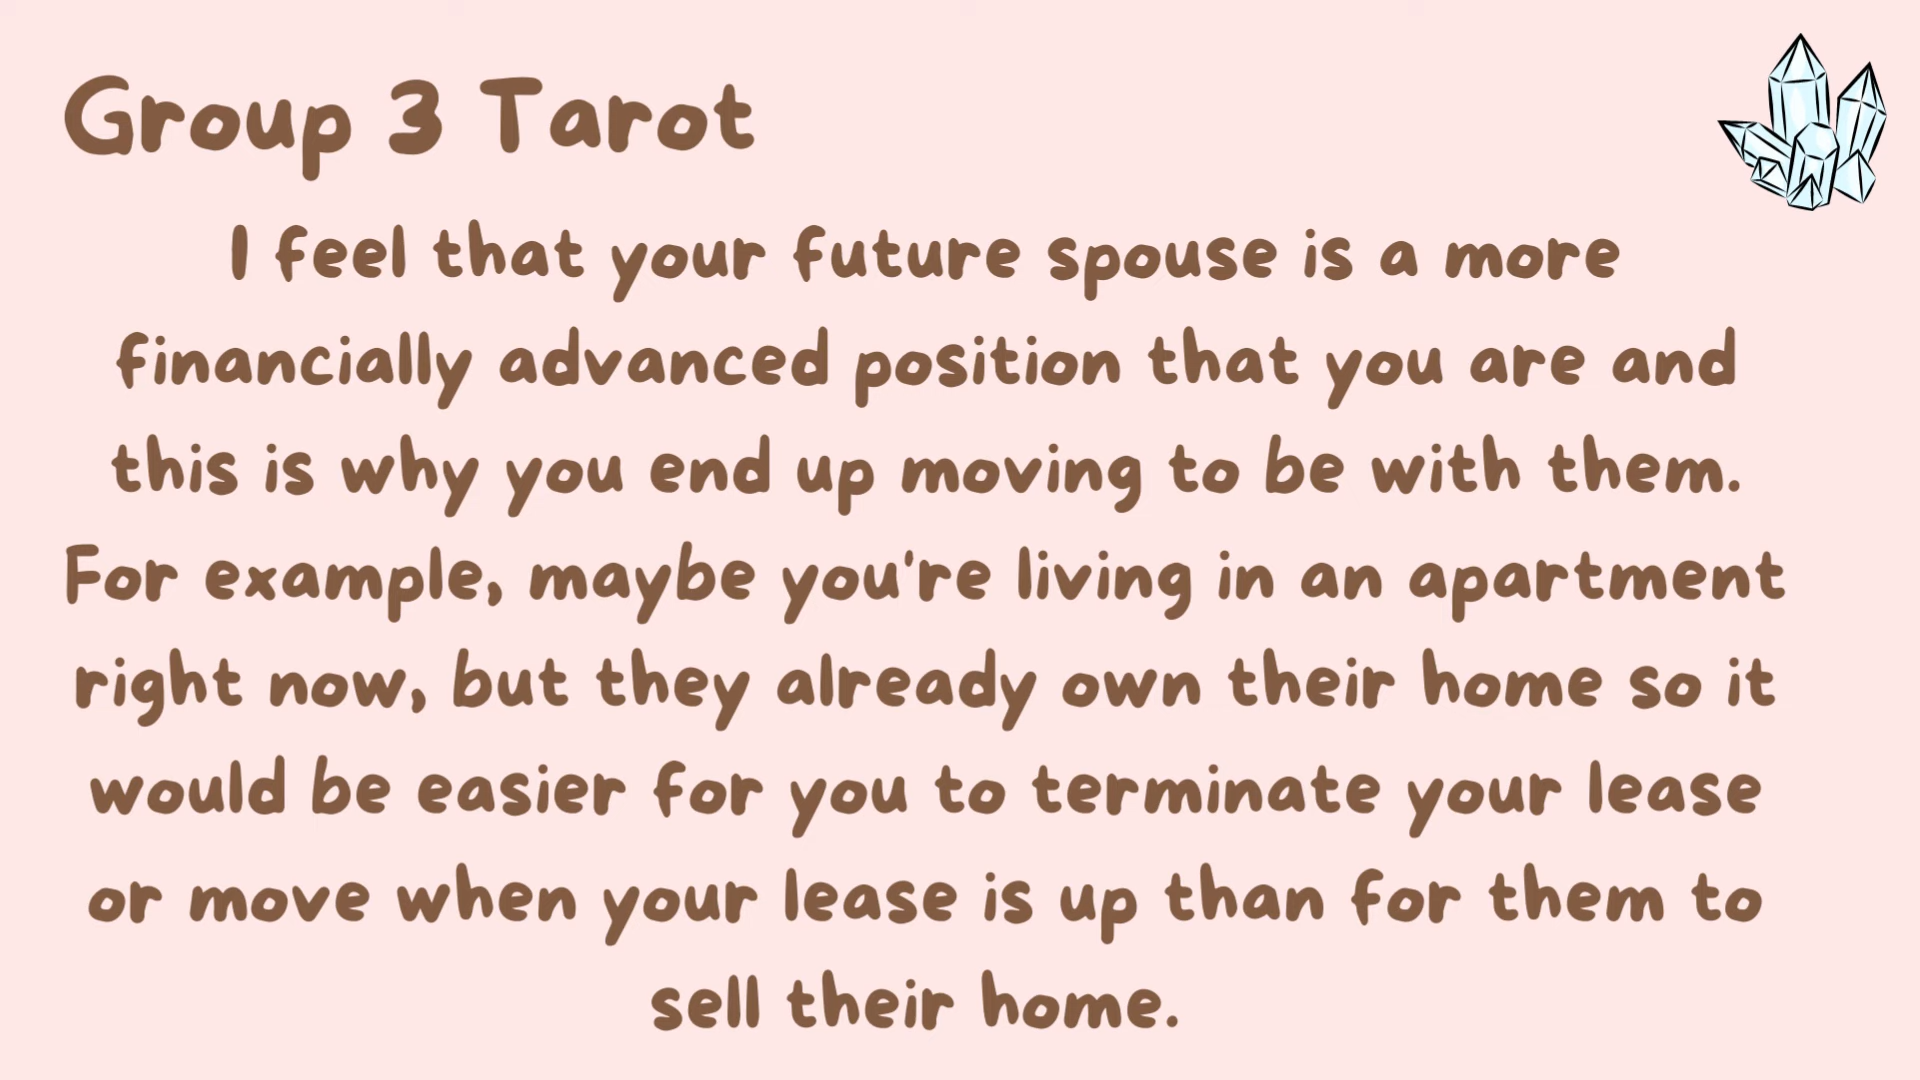 Group 3 Tarot
I feel that your future spouse is a more
financially advanced position that you are and
this is why you end up moving to be with them.
For example, maybe you're living in an apartment
right now, but they already own their home so it
would be easier for you to terminate your lease
or move when your lease is up than for them to
sell their home.